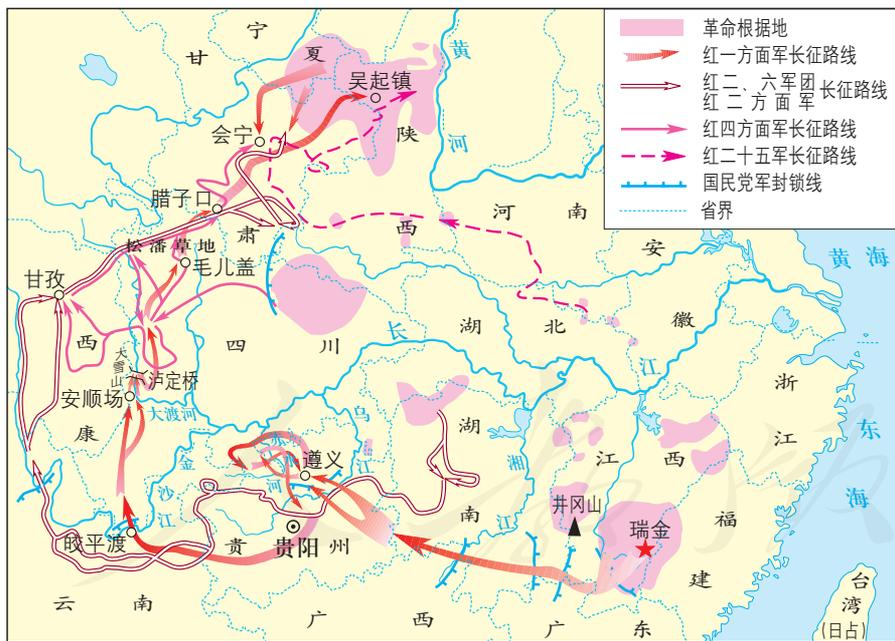 革命根据地
红一方面军长征路线
红二、六军团
红二方面军
长征路线
红四方面军长征路线
红二十五军长征路线
国民党军封锁线
省界
甘
宁
夏
黄
河
吴起镇
陕
会宁
腊子口
肃
西
河
南
安
黄
海
松潘草地
毛儿盖
甘孜
西
四
川
长
湖
北
徽
江
大雪山
泸定桥
安顺场
大渡河
康
浙
江
东
海
金
沙
江
赤
河
遵义
乌
江
湖
南
湘
江
江
西
井冈山
瑞金
福
建
皎平渡
贵
贵阳
州
云
南
广
西
广
东
台
湾
(日占)